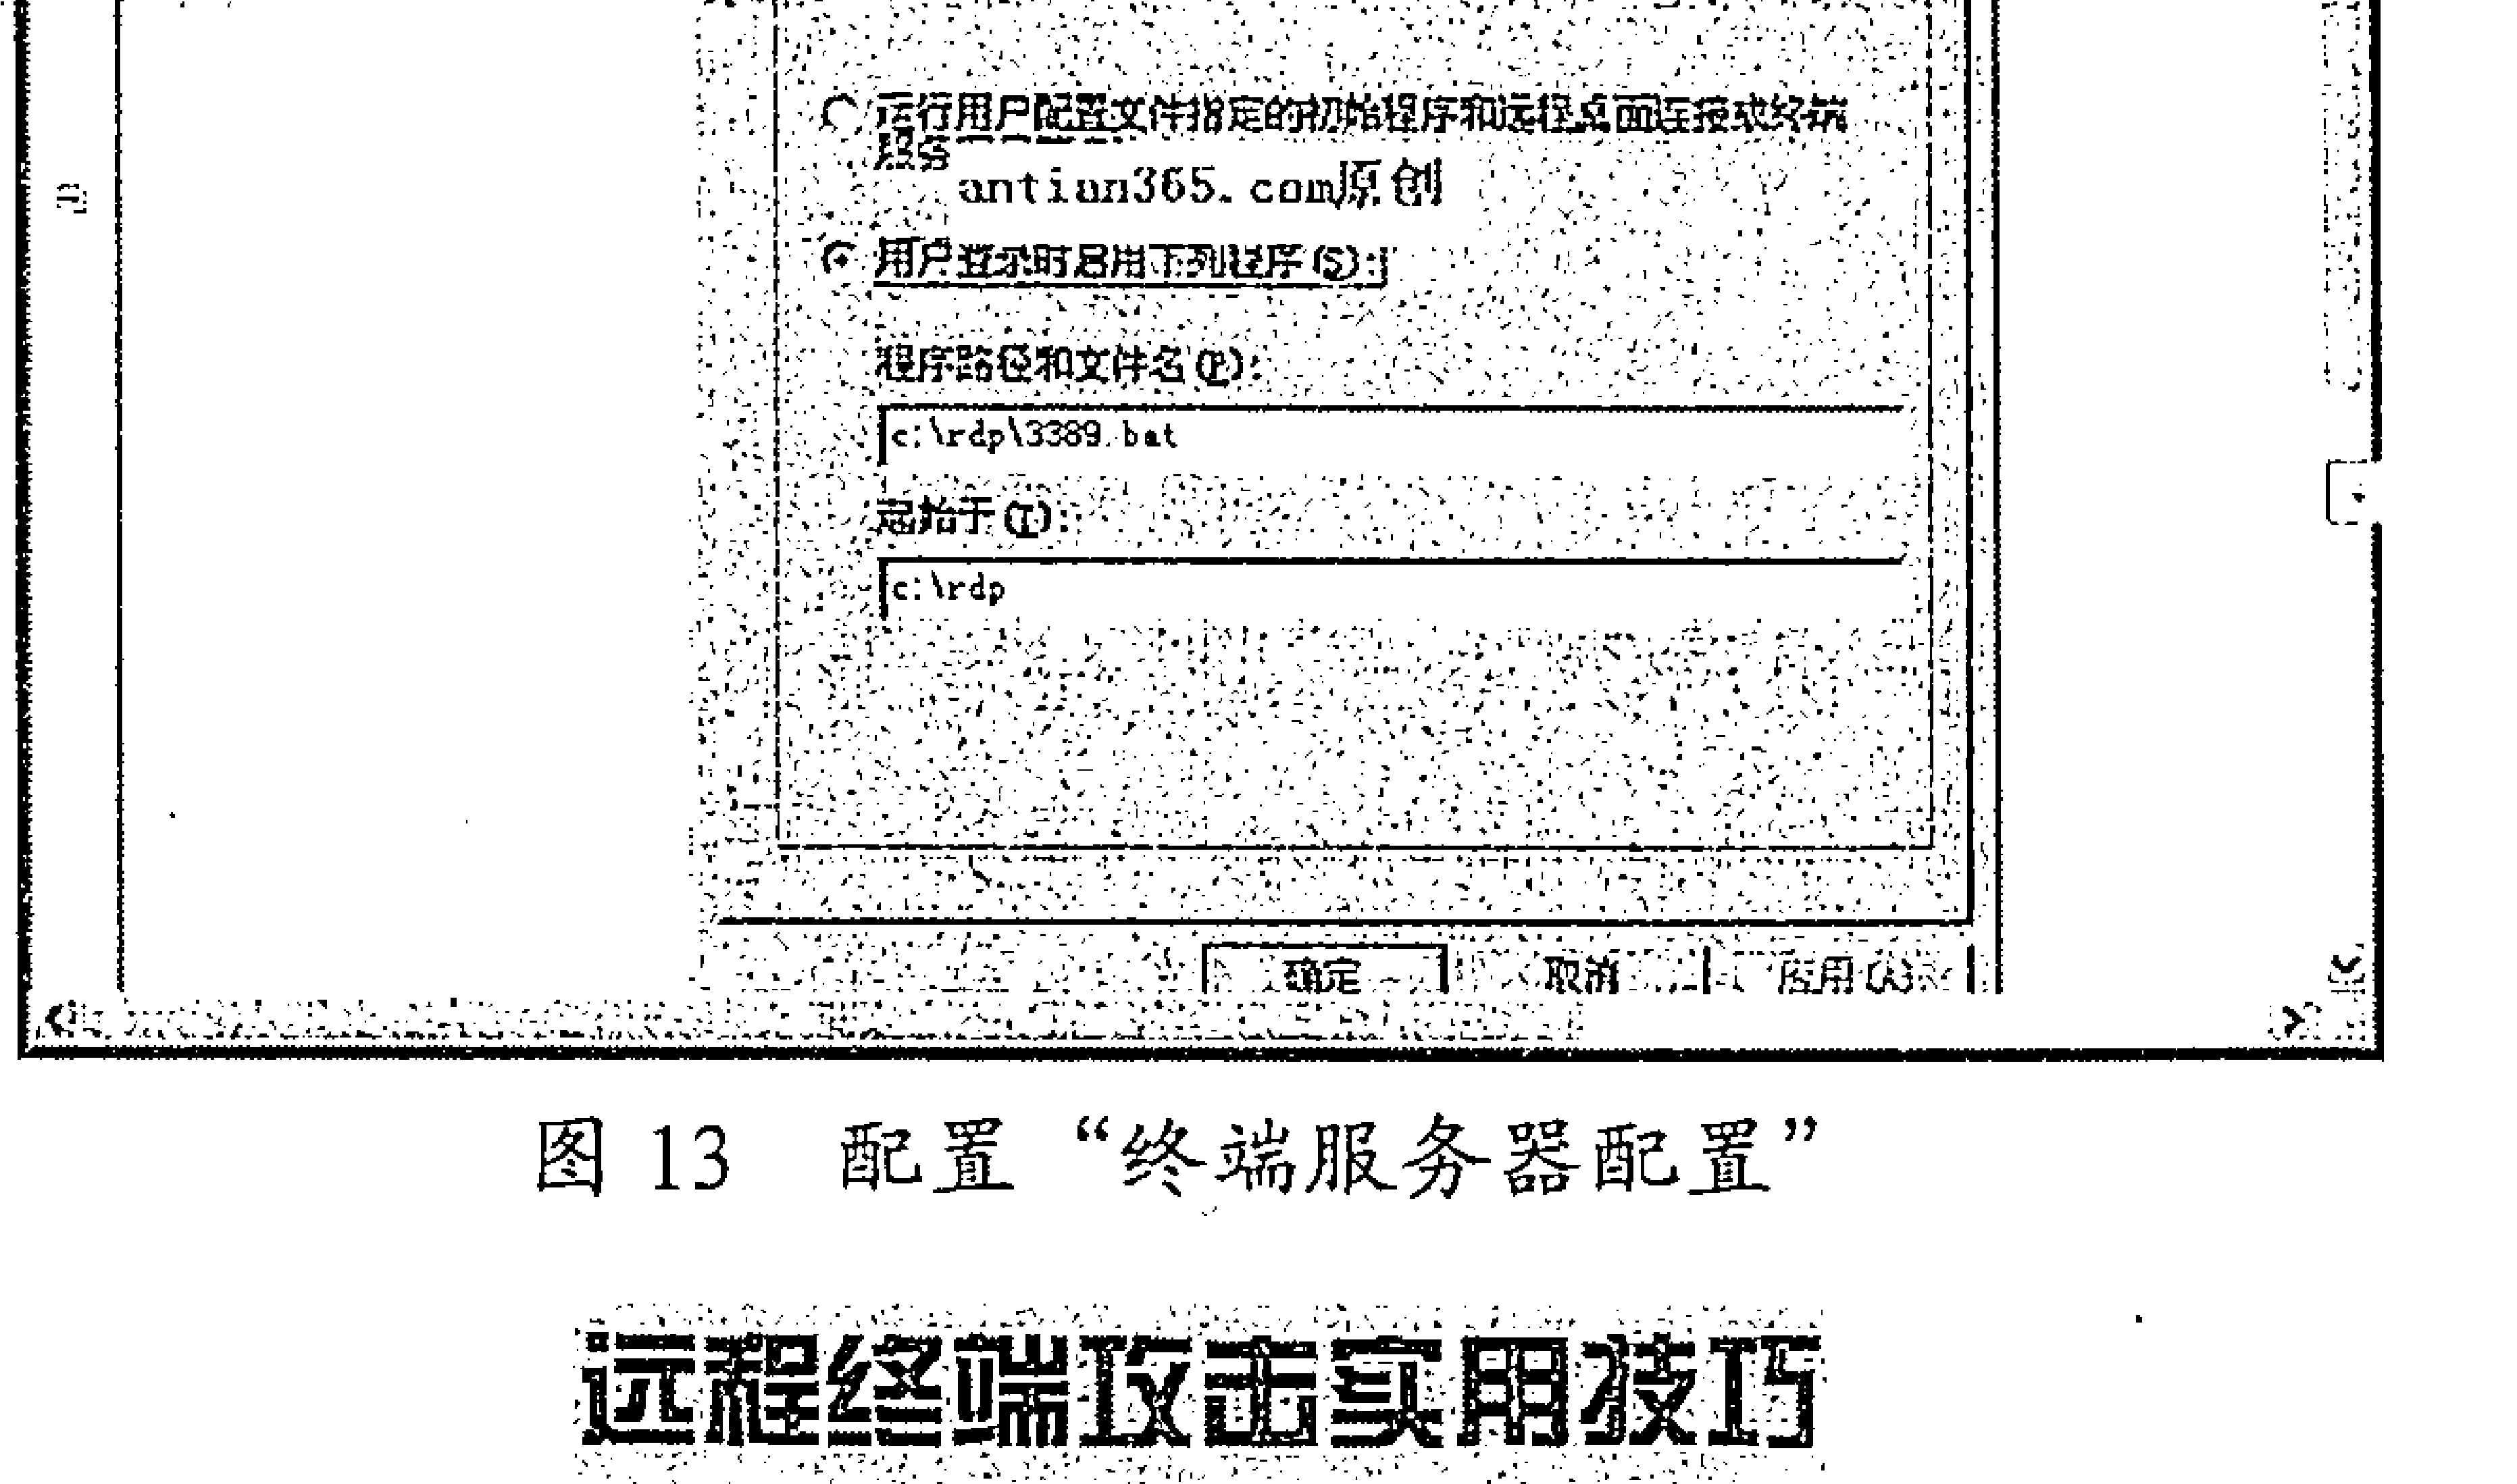 运行用户配置文件指定的初始程序和远程桌面连接或终端
服务
antian365.com原创
用户登录时启用下列程序(S):
程序路径和文件名(P):
c:\rdp\3389.bat
起始于(T):
c:\rdp
确定 取消 应用(A)
图 13 配置“终端服务器配置”
远程终端攻击实用技巧